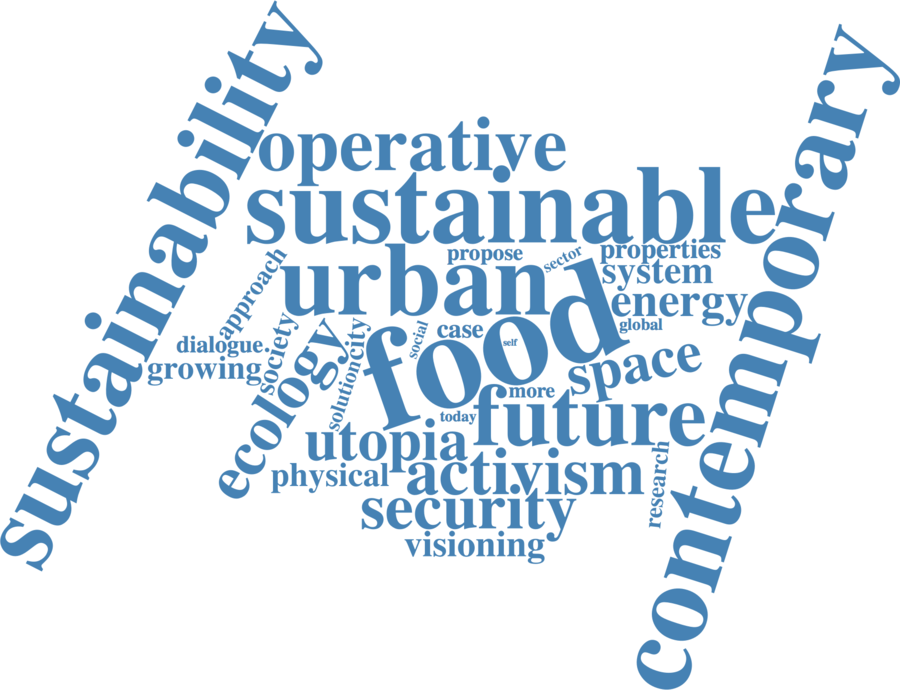 sustainability
contemporary
operative
sustainable
urban
propose
sector
properties
system
energy
global
approach
dialogue
growing
society
ecology
solution
city
social
case
self
food
space
more
today
future
utopia
physical
activism
research
security
visioning